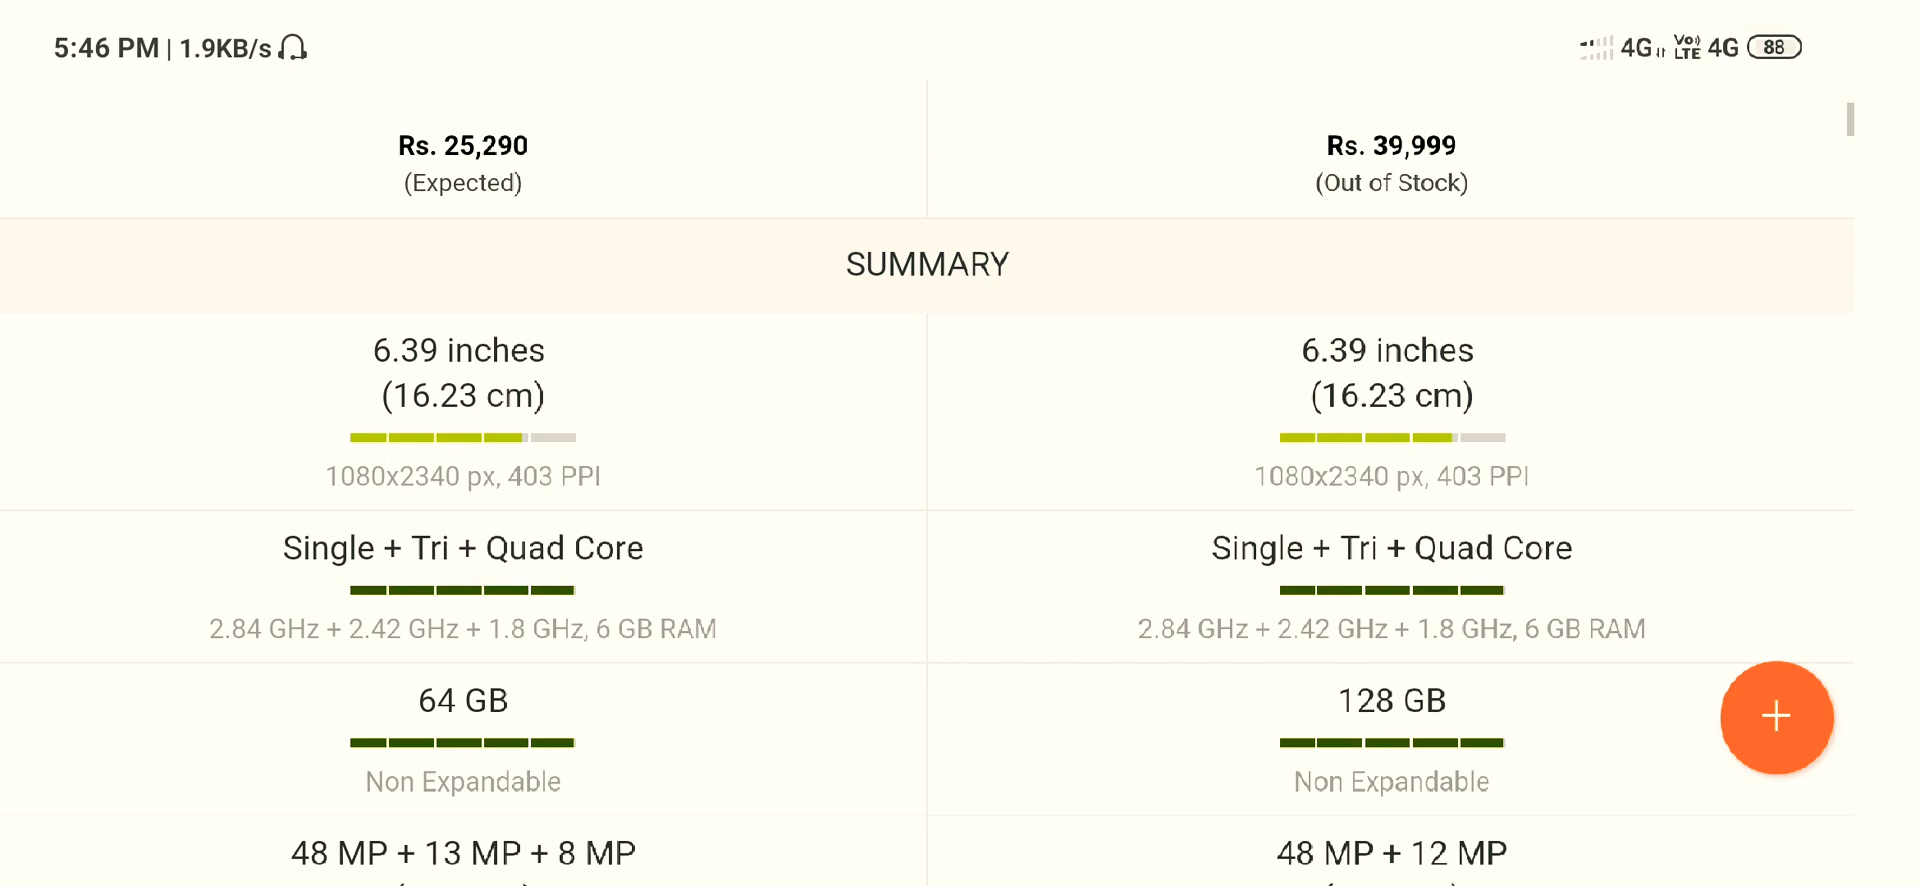 5:46 PM | 1.9KB/s 4G VoLTE 4G 88
Rs. 25,290 Rs. 39,999
(Expected) (Out of Stock)
SUMMARY
6.39 inches 6.39 inches
(16.23 cm) (16.23 cm)
1080x2340 px, 403 PPI 1080x2340 px, 403 PPI
Single + Tri + Quad Core Single + Tri + Quad Core
2.84 GHz + 2.42 GHz + 1.8 GHz, 6 GB RAM 2.84 GHz + 2.42 GHz + 1.8 GHz, 6 GB RAM
64 GB 128 GB
+
Non Expandable Non Expandable
48 MP + 13 MP + 8 MP 48 MP + 12 MP